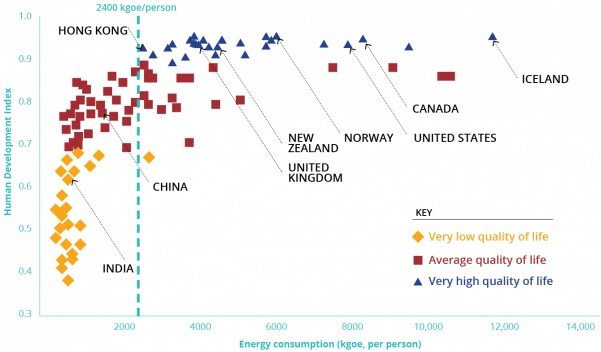 2400 kgoe/person
1.0
0.9
0.8
0.7
0.6
0.5
0.4
0.3
Human Development Index
HONG KONG
ICELAND
CANADA
NEW
ZEALAND
NORWAY
UNITED STATES
UNITED
KINGDOM
CHINA
INDIA
KEY
Very low quality of life
Average quality of life
Very high quality of life
2000
4000
6000
8000
10,000
12,000
14,000
Energy consumption (kgoe, per person)